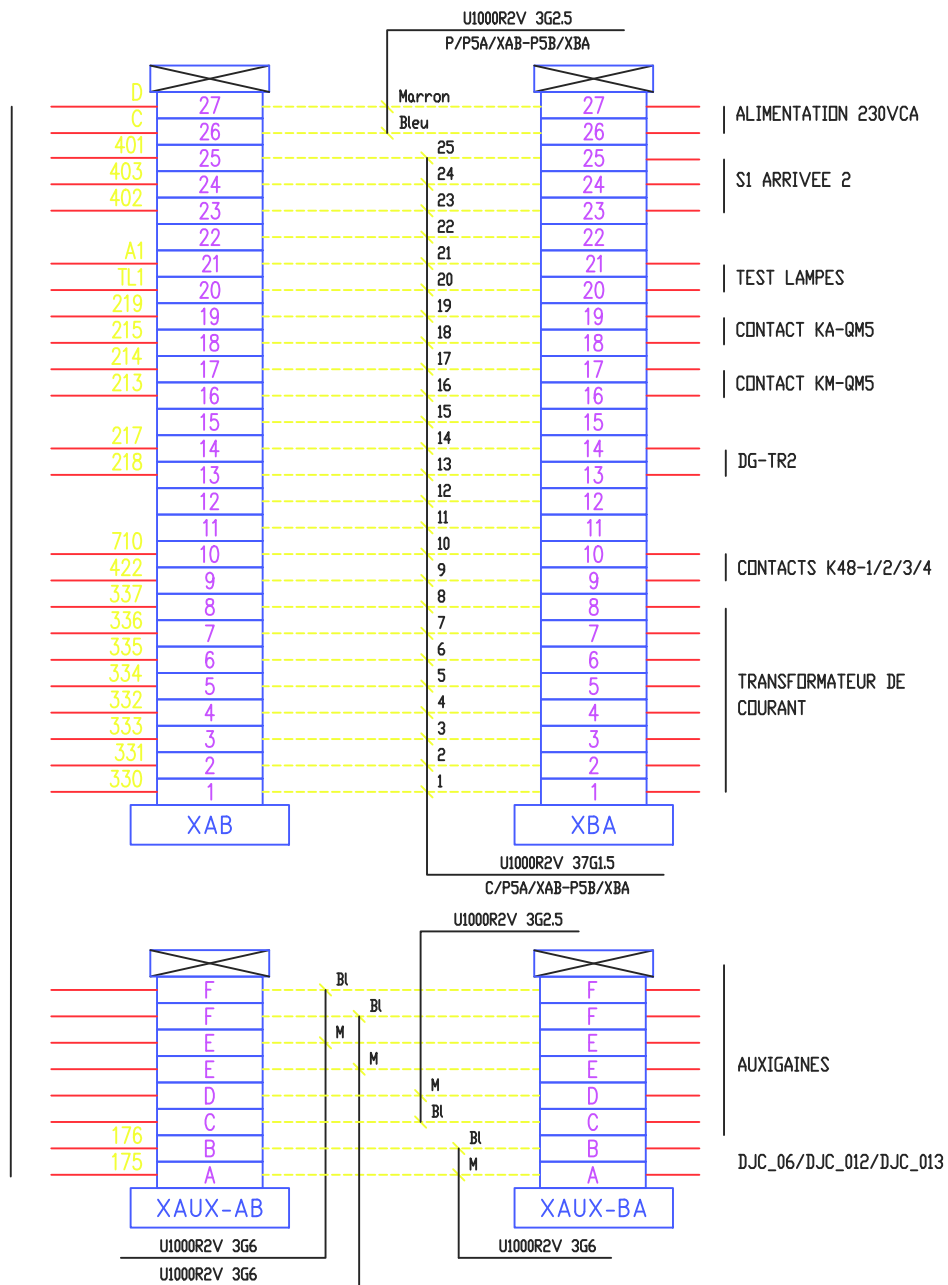 U1000R2V 3G2.5
P/P5A/XAB-P5B/XBA
D 27 Marron 27
ALIMENTATION 230VCA
C 26 Bleu 26
401 25 25 25
403 24 24 24 S1 ARRIVEE 2
402 23 23 23
22 22 22
A1 21 21 21
TEST LAMPES
TL1 20 20 20
219 19 19 19
CONTACT KA-QM5
215 18 18 18
214 17 17 17
CONTACT KM-QM5
213 16 16 16
15 15 15
217 14 14 14
DG-TR2
218 13 13 13
12 12 12
11 11 11
710 10 10 10
CONTACTS K48-1/2/3/4
422 9 9 9
337 8 8 8
336 7 7 7
335 6 6 6
334 5 5 5 TRANSFORMATEUR DE
332 4 4 4 COURANT
333 3 3 3
331 2 2 2
330 1 1 1
XAB XBA
U1000R2V 37G1.5
C/P5A/XAB-P5B/XBA
U1000R2V 3G2.5
F Bl F
F Bl F
E M E
E M E AUXIGAINES
D M D
C Bl C
176 B Bl B
175 A M A DJC_06/DJC_012/DJC_013
XAUX-AB XAUX-BA
U1000R2V 3G6 U1000R2V 3G6
U1000R2V 3G6